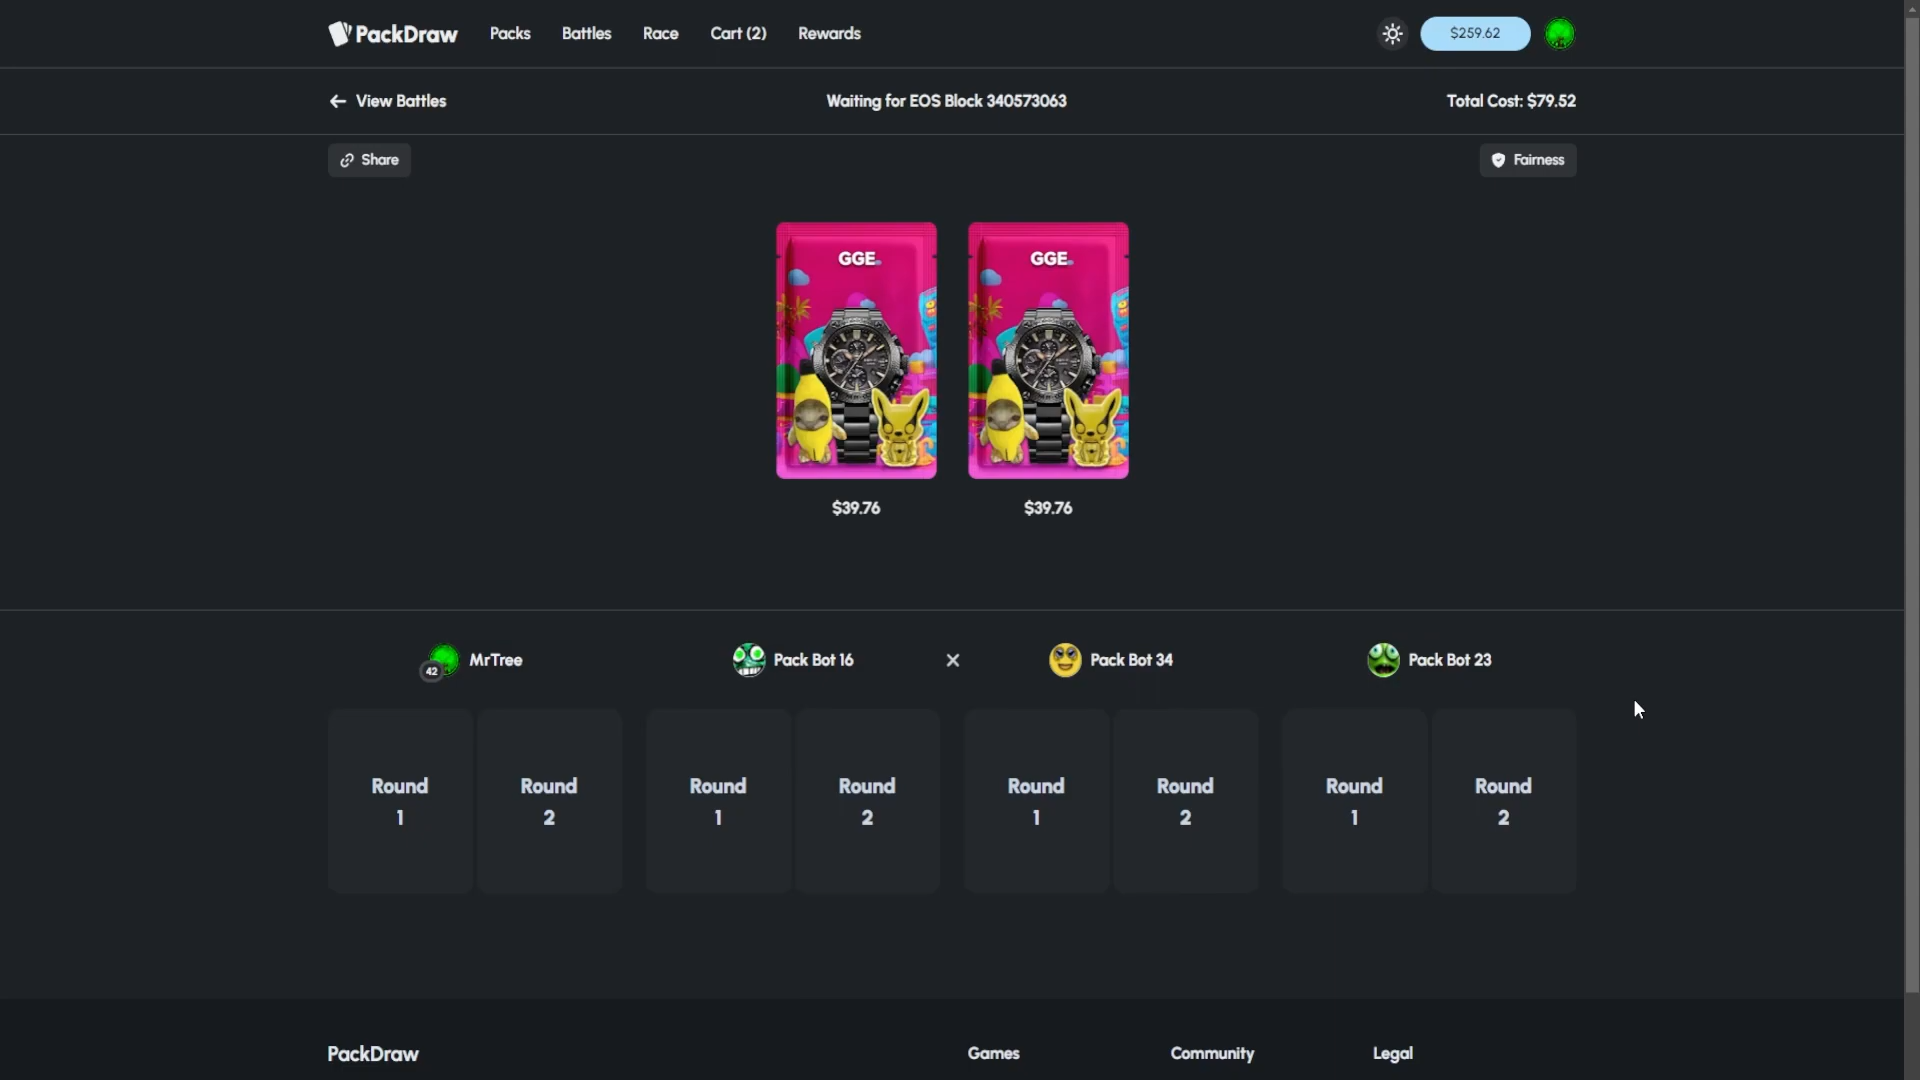 PackDraw
Packs
Battles
Race
Cart (2)
Rewards
$259.62
View Battles
Waiting for EOS Block 340573063
Total Cost: $79.52
Share
Fairness
GGE
GGE
$39.76
$39.76
42
MrTree
Pack Bot 16
Pack Bot 34
Pack Bot 23
Round
1
Round
2
Round
1
Round
2
Round
1
Round
2
Round
1
Round
2
PackDraw
Games
Community
Legal